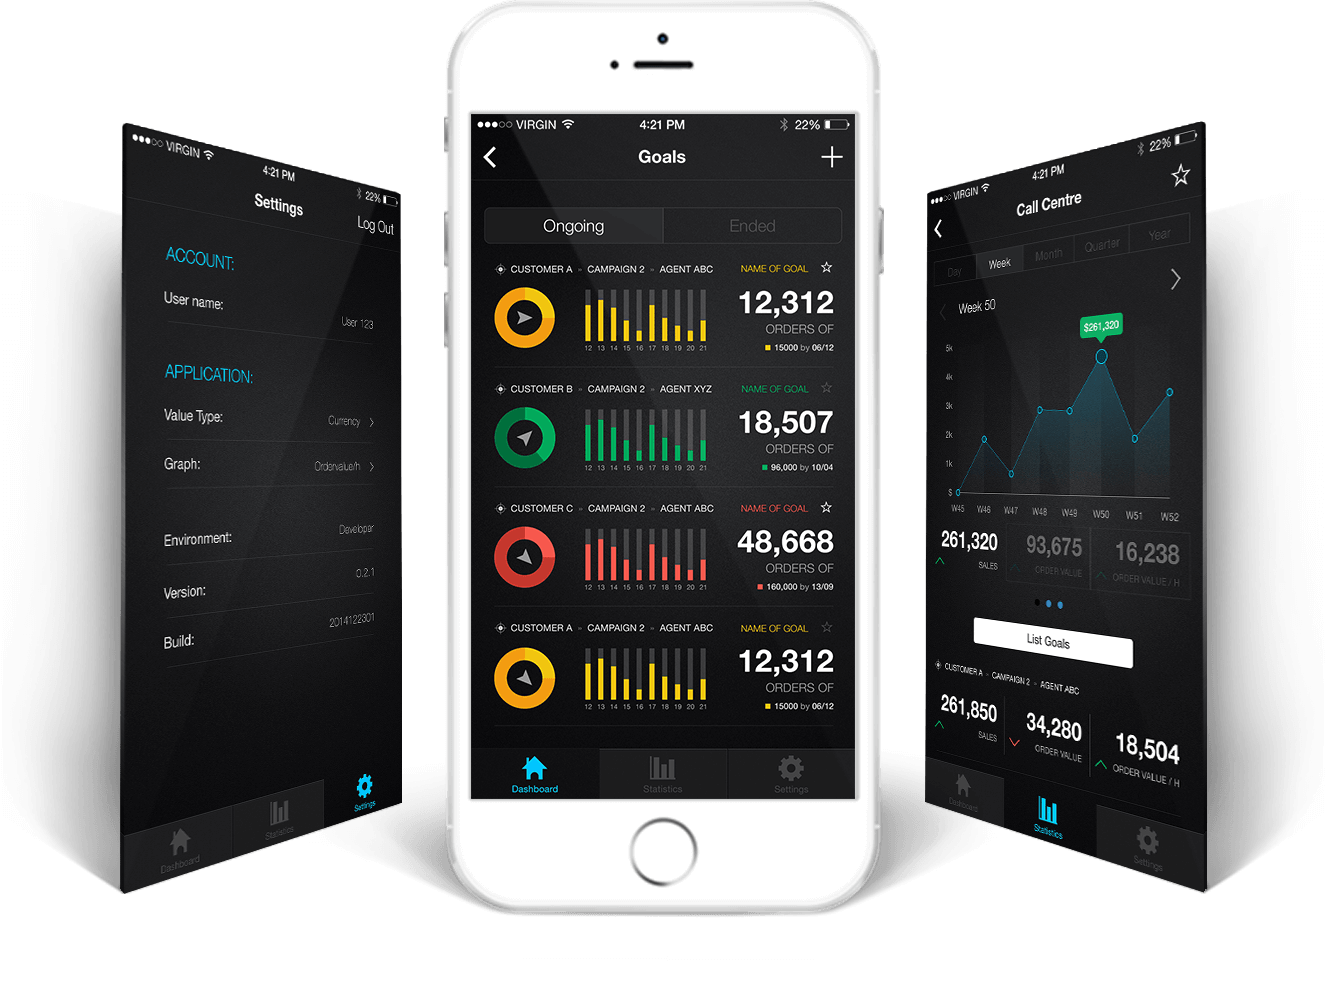 VIRGIN
4:21 PM
22%
Settings
Log Out
ACCOUNT:
User name:
User 123
APPLICATION:
Value Type:
Currency
Graph:
Ordervalue/h
Environment:
Developer
Version:
0.2.1
Build:
2014122301
Dashboard
Statistics
Settings
VIRGIN 4:21 PM 22%
Goals
Ongoing Ended
CUSTOMER A CAMPAIGN 2 AGENT ABC NAME OF GOAL
12,312
ORDERS OF
15000 by 06/12
12 13 14 15 16 17 18 19 20 21
CUSTOMER B CAMPAIGN 2 AGENT XYZ NAME OF GOAL
18,507
ORDERS OF
96,000 by 10/04
12 13 14 15 16 17 18 19 20 21
CUSTOMER C CAMPAIGN 2 AGENT ABC NAME OF GOAL
48,668
ORDERS OF
160,000 by 13/09
12 13 14 15 16 17 18 19 20 21
CUSTOMER A CAMPAIGN 2 AGENT ABC NAME OF GOAL
12,312
ORDERS OF
15000 by 06/12
12 13 14 15 16 17 18 19 20 21
Dashboard Statistics Settings
VIRGIN 4:21 PM 22%
Call Centre
Day Week Month Quarter Year
Week 50
$261,320
5k
4k
3k
2k
1k
$
W45 W46 W47 W48 W49 W50 W51 W52
261,320 93,675 16,238
SALES ORDER VALUE ORDER VALUE / H
List Goals
CUSTOMER A CAMPAIGN 2 AGENT ABC
261,850 34,280 18,504
SALES ORDER VALUE ORDER VALUE / H
Dashboard Statistics Settings